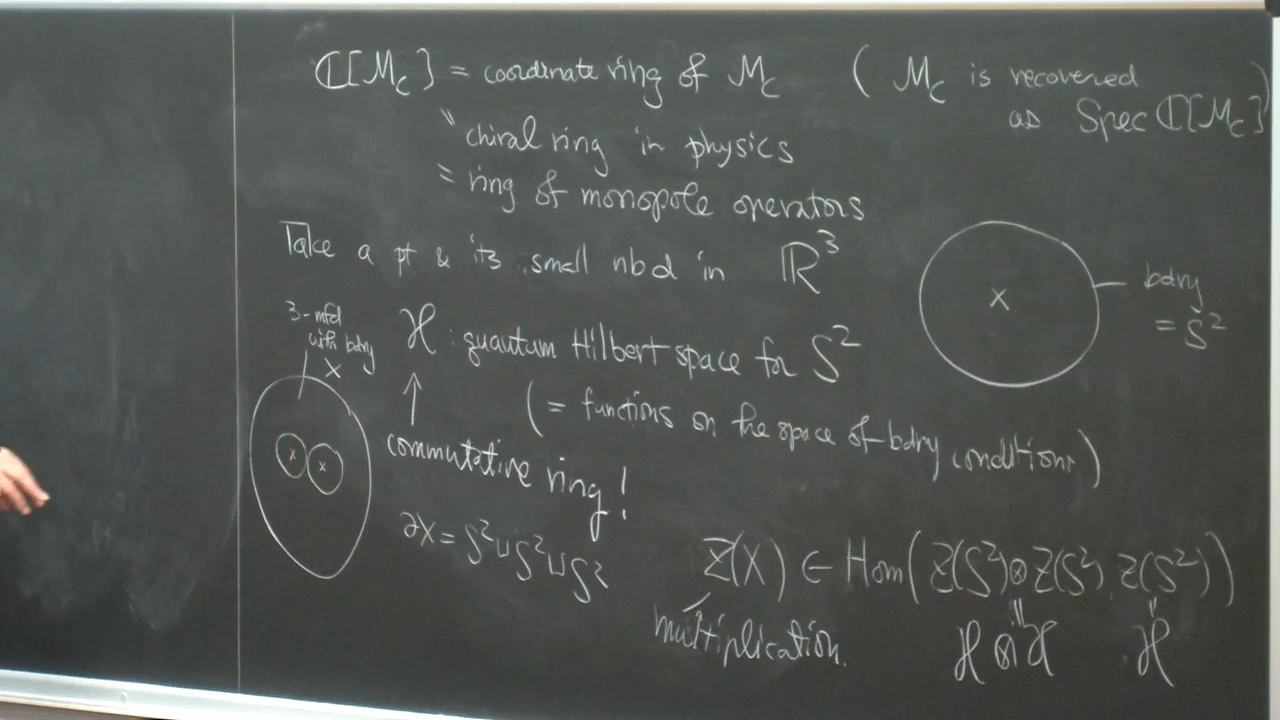 ℂ[M_C] = coordinate ring of M_C ( M_C is recovered
as Spec ℂ[M_C] )
" chiral ring in physics
= ring of monopole operators
Take a pt & its small nbd in ℝ³
× bdry
= S²
3-mfd
with bdry
X
ℋ : quantum Hilbert space for S²
↑ ( = functions on the space of bdry conditions )
commutative ring !
× ×
∂X = S² ⊔ S² ⊔ S²
Z(X) ∈ Hom( Z(S²) ⊗ Z(S²), Z(S²) )
multiplication. ℋ ⊗ ℋ ℋ